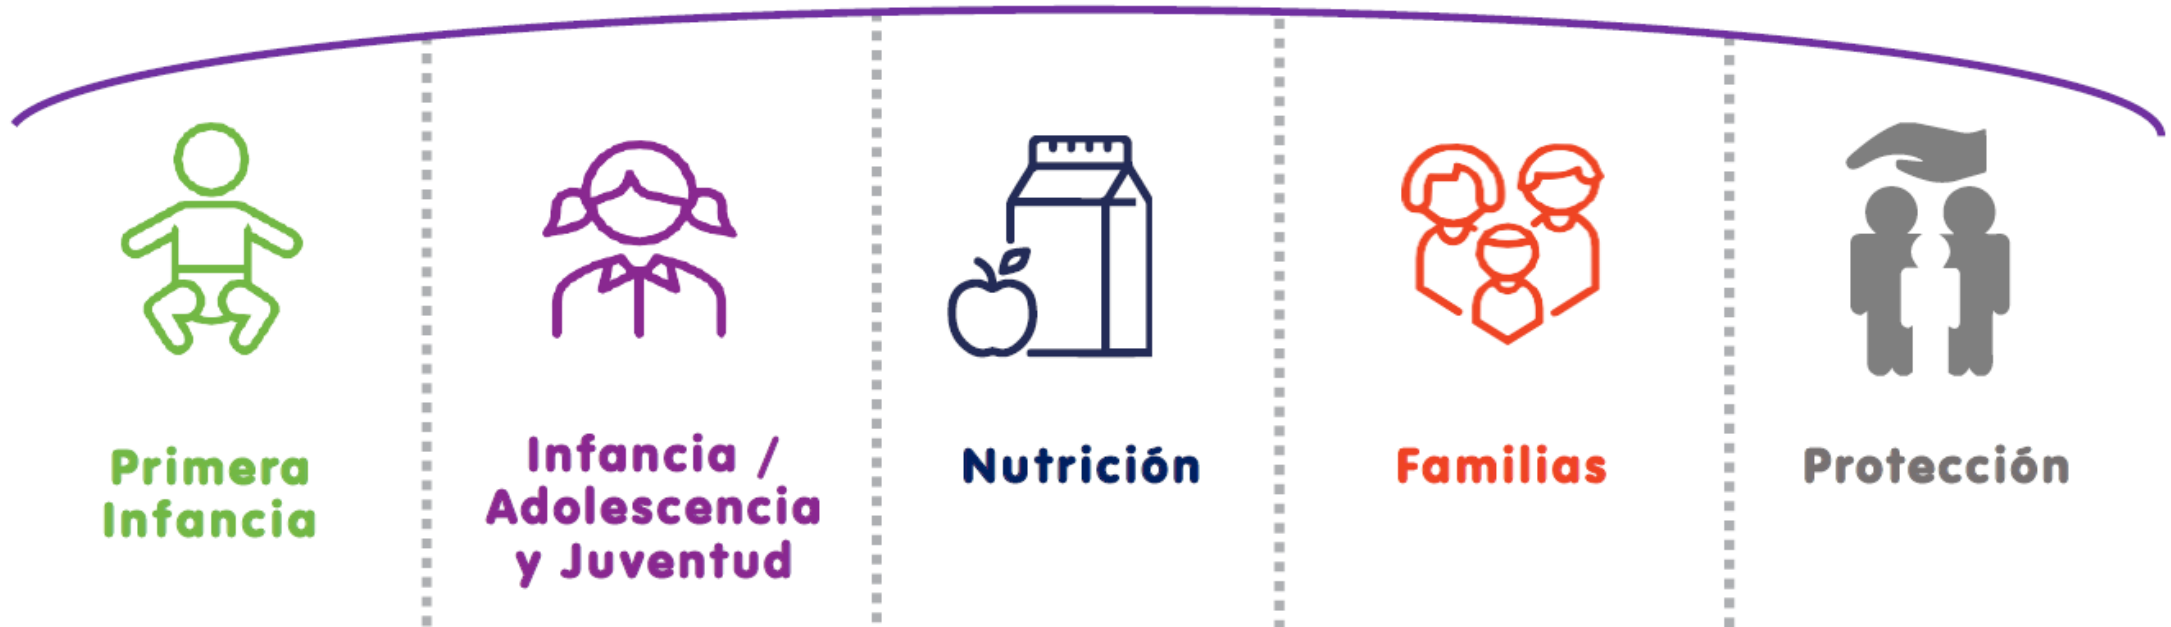 Primera
Infancia
Infancia /
Adolescencia
y Juventud
Nutrición
Familias
Protección